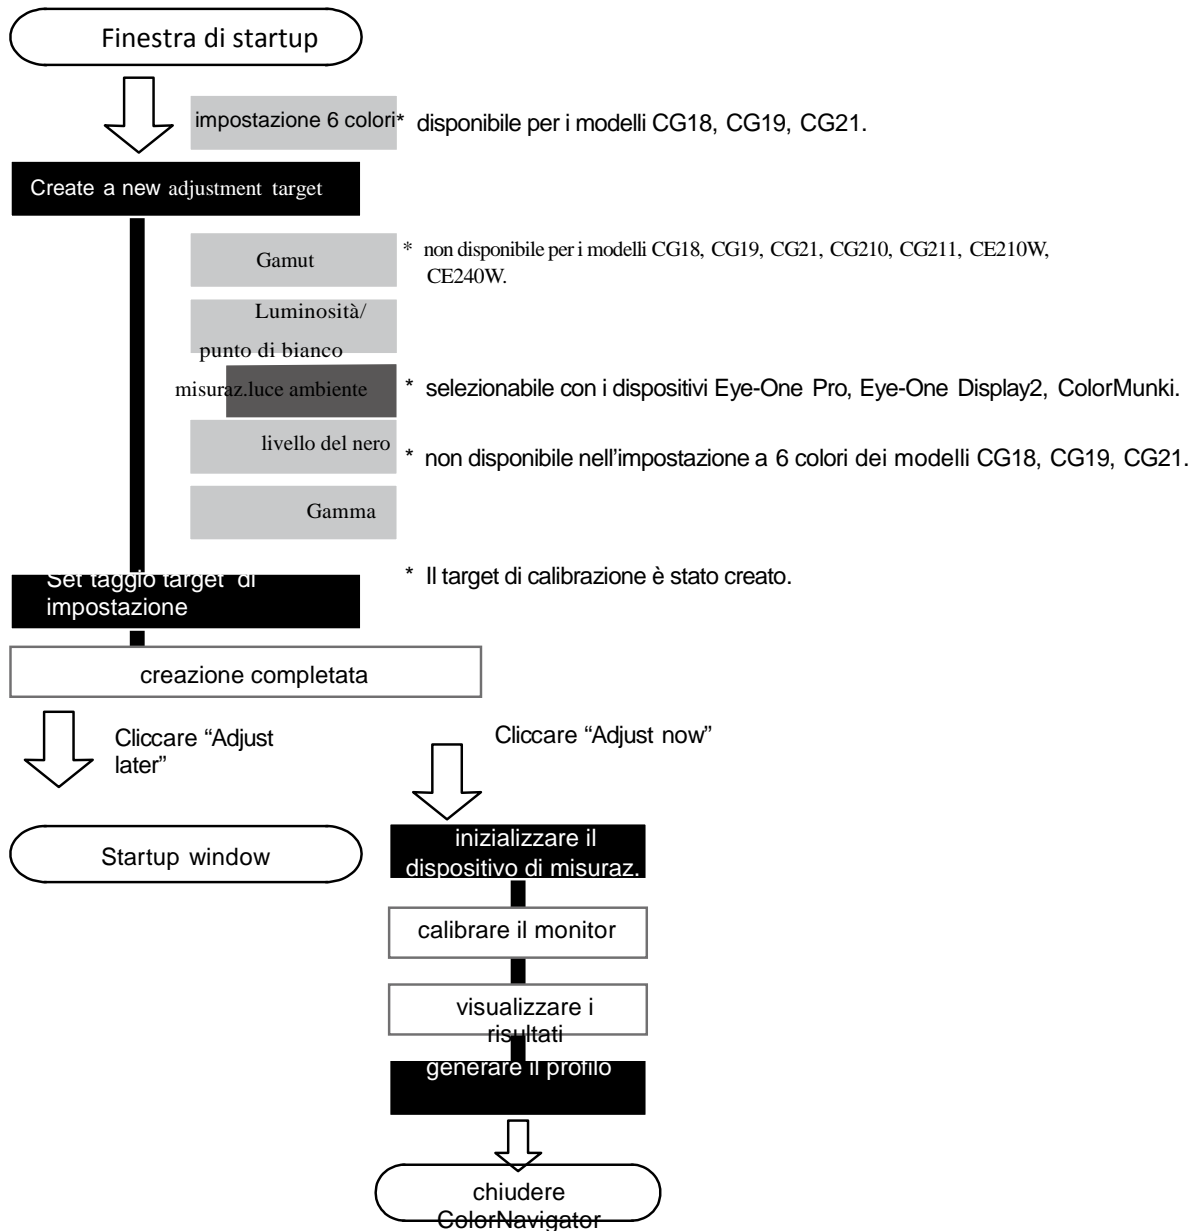 Finestra di startup
impostazione 6 colori* disponibile per i modelli CG18, CG19, CG21.
Create a new adjustment target
Gamut
* non disponibile per i modelli CG18, CG19, CG21, CG210, CG211, CE210W,
CE240W.
Luminosità/
punto di bianco
misuraz.luce ambiente
* selezionabile con i dispositivi Eye-One Pro, Eye-One Display2, ColorMunki.
livello del nero
* non disponibile nell'impostazione a 6 colori dei modelli CG18, CG19, CG21.
Gamma
* Il target di calibrazione è stato creato.
Set taggio target di
impostazione
creazione completata
Cliccare “Adjust
later”
Cliccare “Adjust now”
Startup window
inizializzare il
dispositivo di misuraz.
calibrare il monitor
visualizzare i
risultati
generare il profilo
chiudere
ColorNavigator